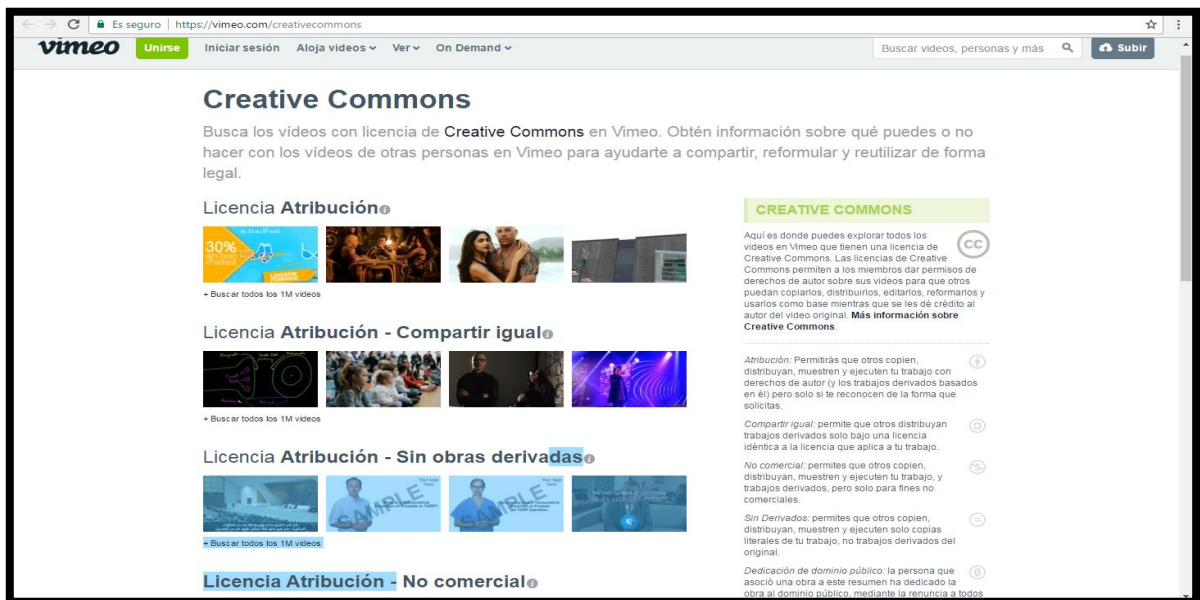 Es seguro | https://vimeo.com/creativecommons
vimeo Unirse Iniciar sesión Aloja videos Ver On Demand Buscar videos, personas y más Subir
Creative Commons
Busca los vídeos con licencia de Creative Commons en Vimeo. Obtén información sobre qué puedes o no
hacer con los vídeos de otras personas en Vimeo para ayudarte a compartir, reformular y reutilizar de forma
legal.
Licencia Atribución
30%
LINGERIE
FEMININE
+ Buscar todos los 1M videos
Licencia Atribución - Compartir igual
+ Buscar todos los 1M videos
Licencia Atribución - Sin obras derivadas
Your logo
here
SAMPLE
Your logo
here
SAMPLE
+ Buscar todos los 1M videos
Licencia Atribución - No comercial
CREATIVE COMMONS
cc
Aquí es donde puedes explorar todos los
videos en Vimeo que tienen una licencia de
Creative Commons. Las licencias de Creative
Commons permiten a los miembros dar permisos de
derechos de autor sobre sus videos para que otros
puedan copiarlos, distribuirlos, editarlos, reformarlos y
usarlos como base mientras que se les dé crédito al
autor del video original. Más información sobre
Creative Commons.
Atribución: Permitirás que otros copien,
distribuyan, muestren y ejecuten tu trabajo con
derechos de autor (y los trabajos derivados basados
en él) pero solo si te reconocen de la forma que
solicitas.
Compartir igual: permite que otros distribuyan
trabajos derivados solo bajo una licencia
idéntica a la licencia que aplica a tu trabajo.
No comercial: permites que otros copien,
distribuyan, muestren y ejecuten tu trabajo, y
trabajos derivados, pero solo para fines no
comerciales.
Sin Derivados: permites que otros copien,
distribuyan, muestren y ejecuten solo copias
literales de tu trabajo, no trabajos derivados del
original.
Dedicación de dominio público: la persona que
asoció una obra a este resumen ha dedicado la
obra al dominio público, mediante la renuncia a todos